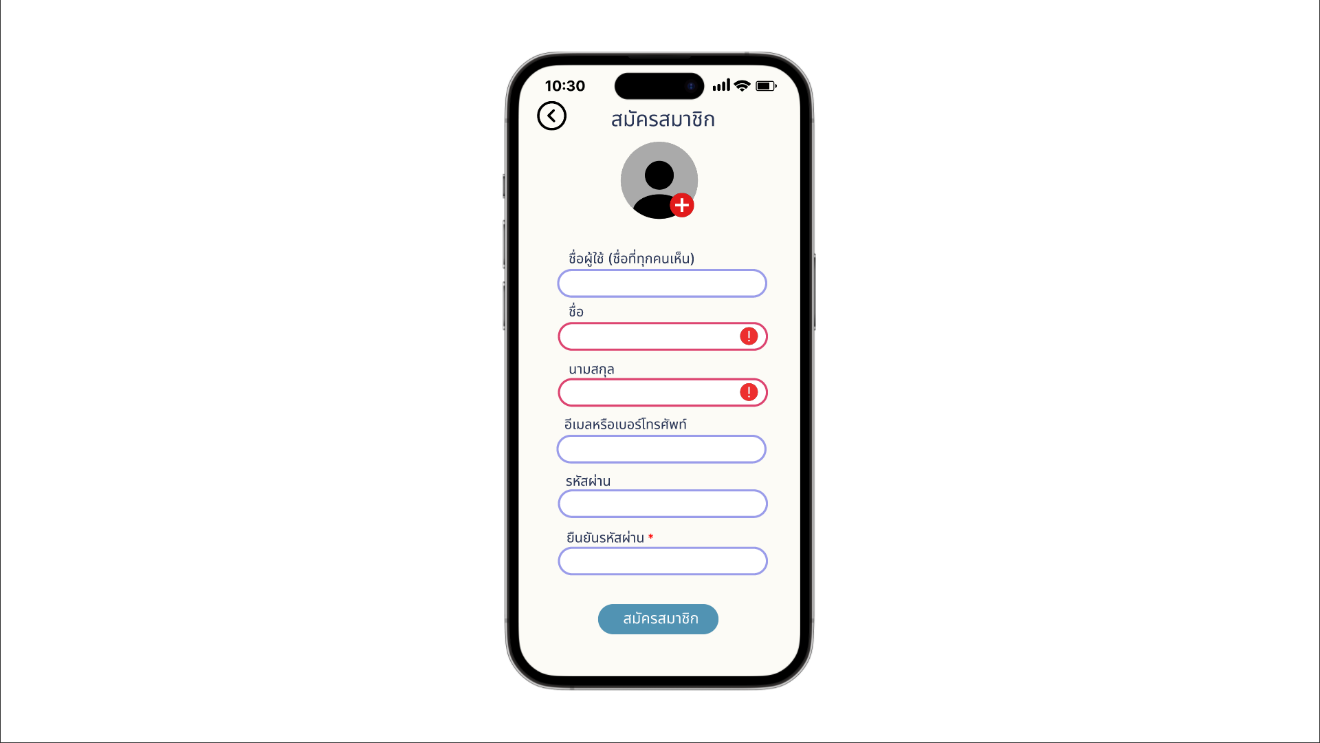 10:30
สมัครสมาชิก
ชื่อผู้ใช้ (ชื่อที่ทุกคนเห็น)
ชื่อ
นามสกุล
อีเมลหรือเบอร์โทรศัพท์
รหัสผ่าน
ยืนยันรหัสผ่าน *
สมัครสมาชิก